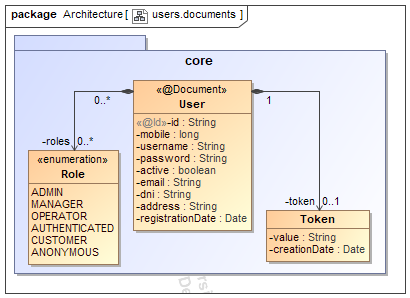 package Architecture[ users.documents ]
core
«@Document»
User
«@Id»-id : String
-mobile : long
-username : String
-password : String
-active : boolean
-email : String
-dni : String
-address : String
-registrationDate : Date
0..*
1
-roles 0..*
«enumeration»
Role
ADMIN
MANAGER
OPERATOR
AUTHENTICATED
CUSTOMER
ANONYMOUS
-token 0..1
Token
-value : String
-creationDate : Date